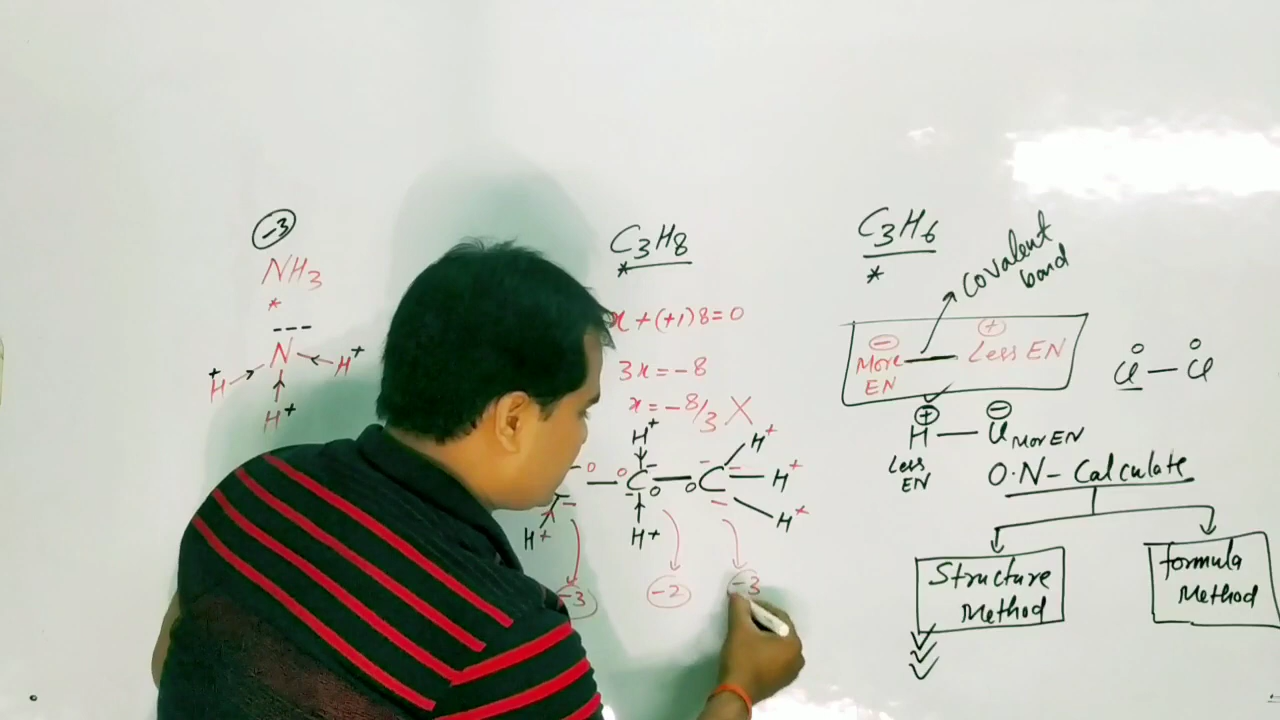 -3
NH3
*
N
H+
H+
H+
C3H8
*
x+(+1)8=0
3x=-8
x=-8/3 X
H+
H+
C
C
H+
H+
H+
H+
-3
-2
-3
C3H6
*
covalent
bond
- +
More — Less EN
EN
Cl — Cl
+ -
H — Cl Mor EN
Less
EN
O.N - Calculate
Structure
Method
formula
Method